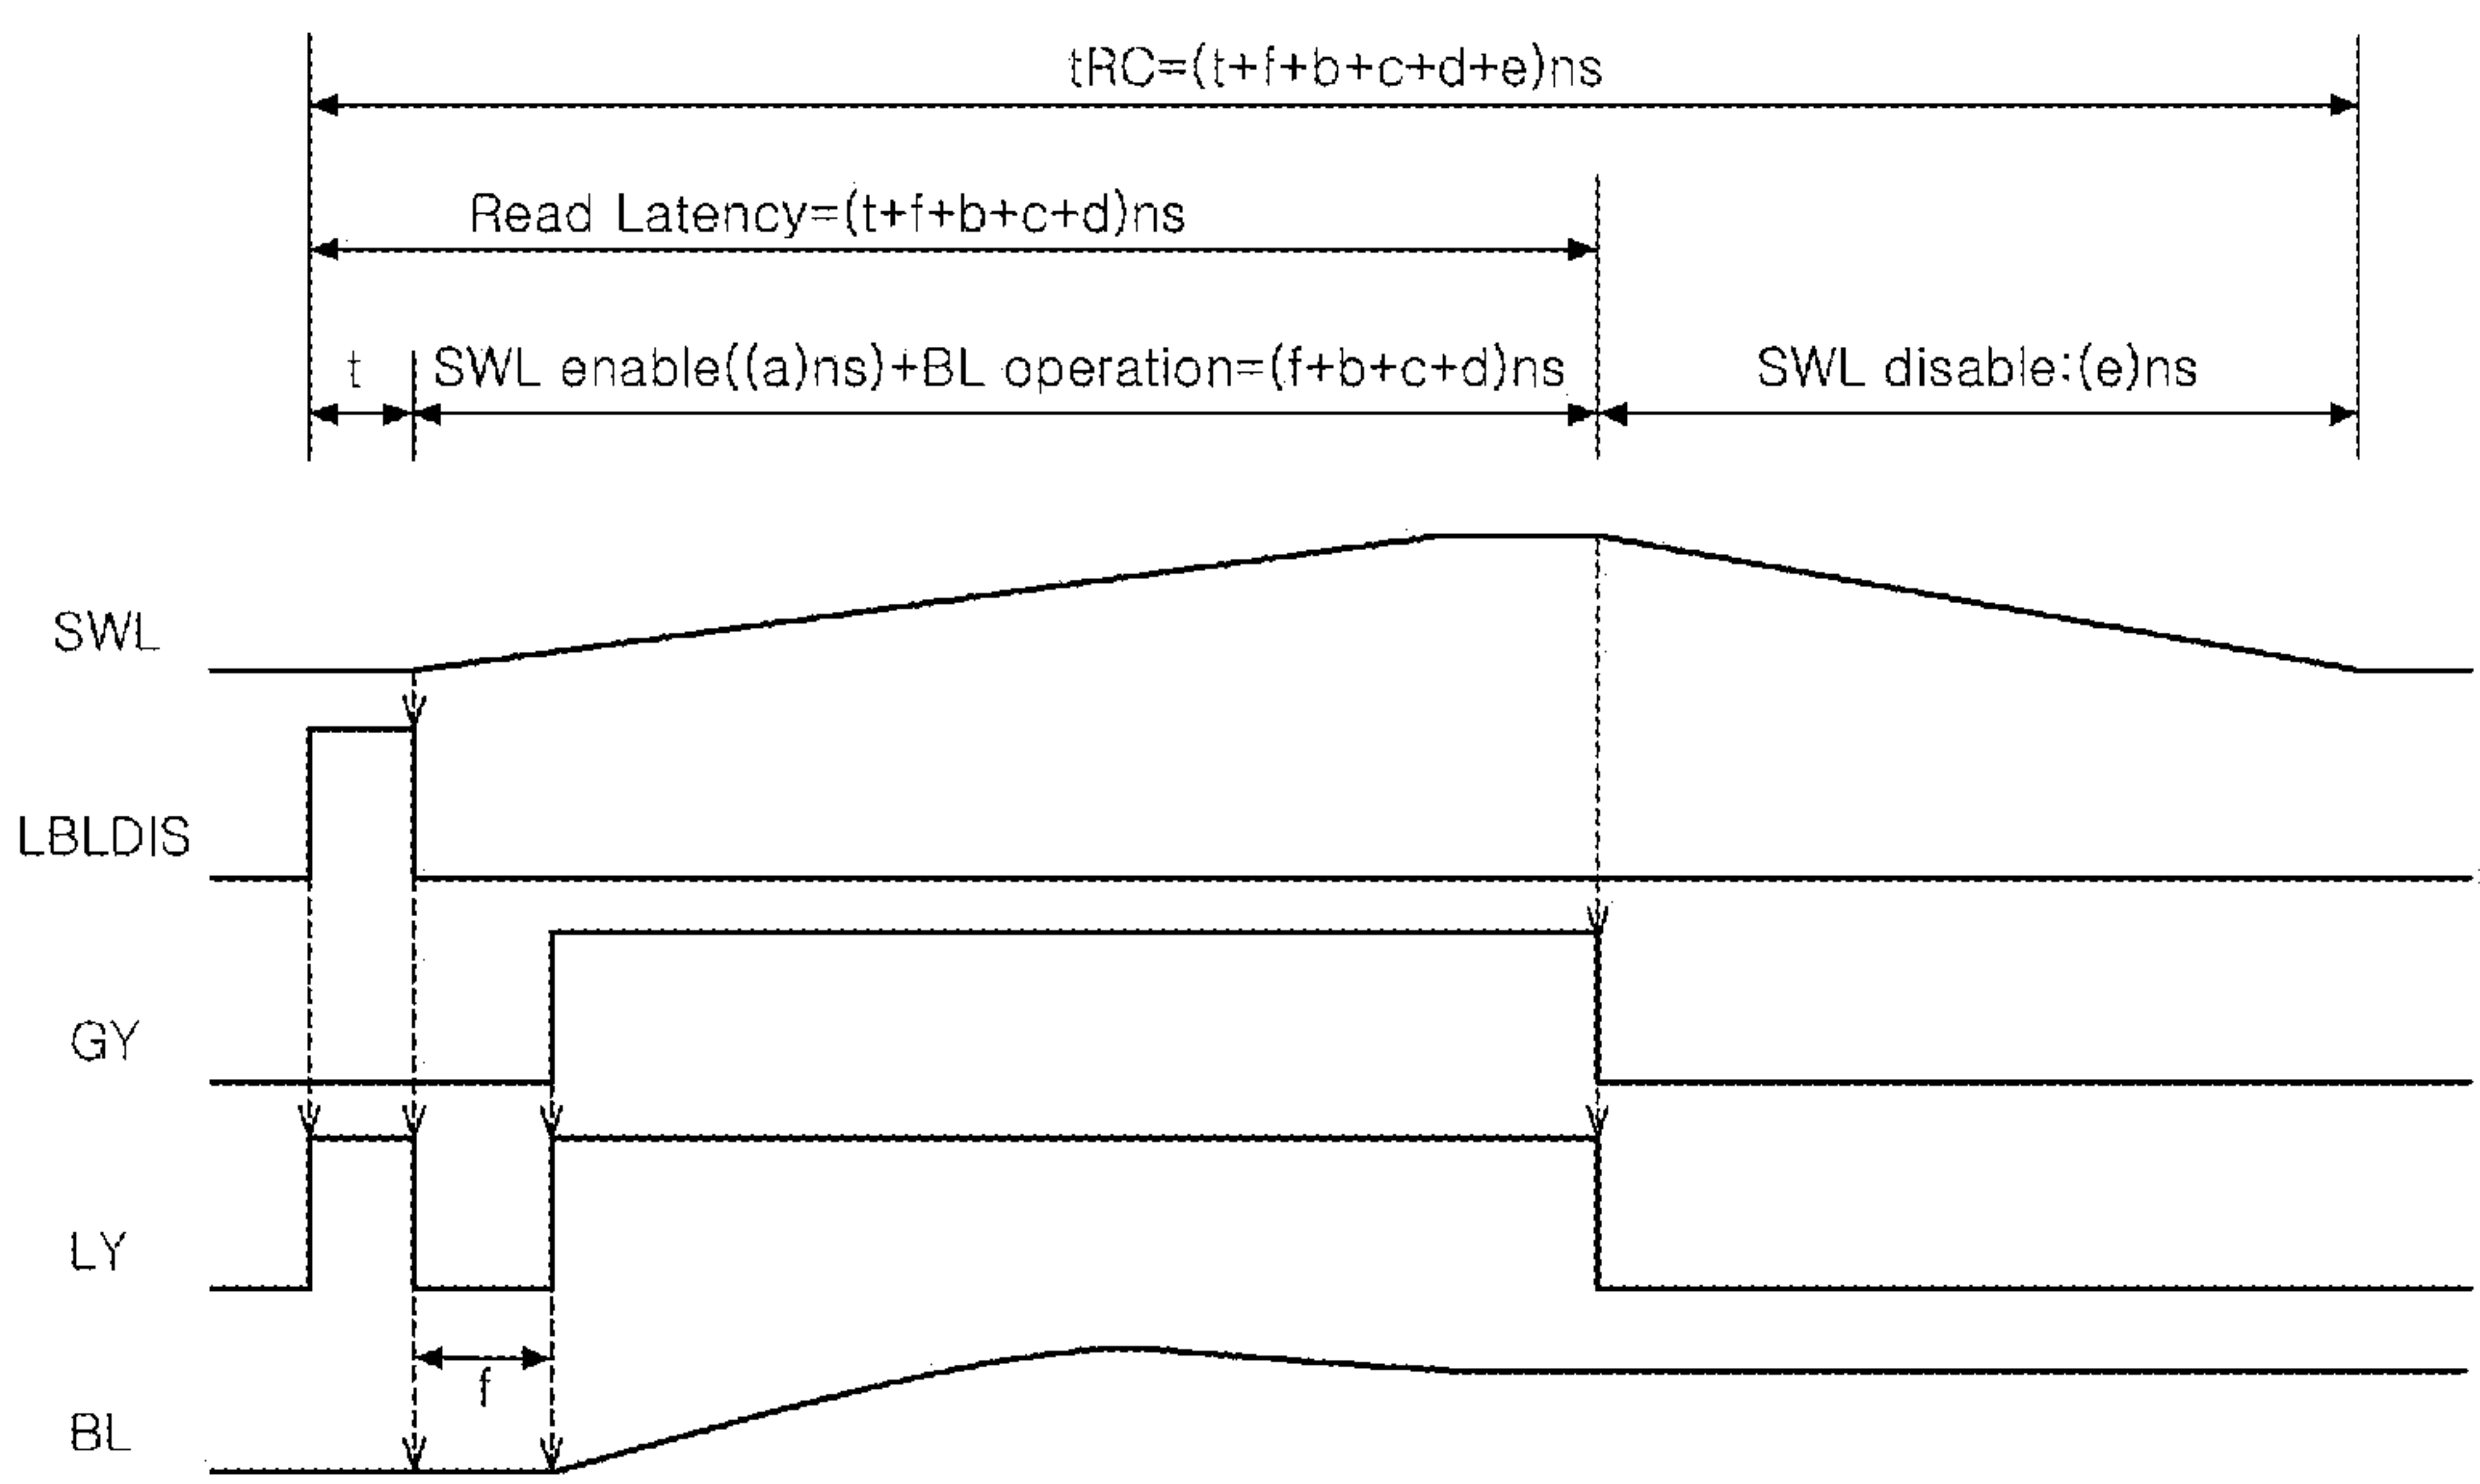 tRC=(t+f+b+c+d+e)ns
Read Latency=(t+f+b+c+d)ns
t
SWL enable((a)ns)+BL operation=(f+b+c+d)ns
SWL disable:(e)ns
SWL
LBLDIS
GY
LY
f
BL